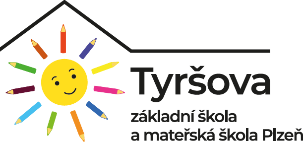 Tyršova
základní škola
a mateřská škola Plzeň